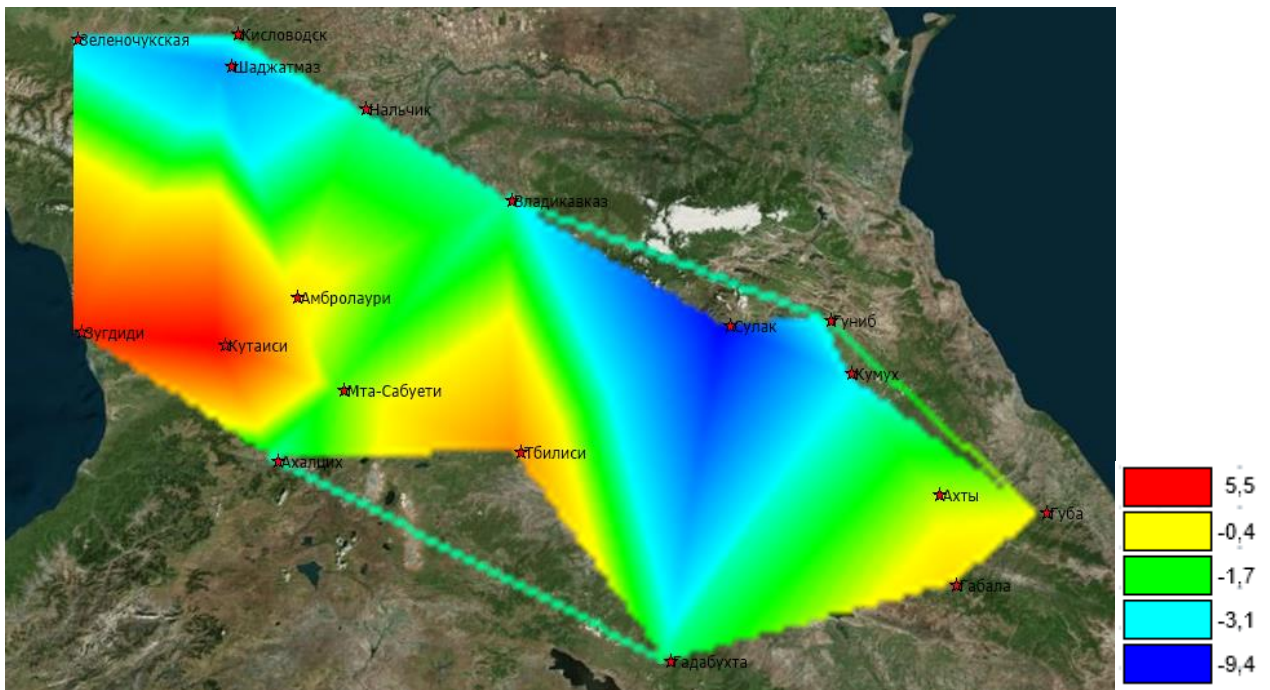 Кисловодск
Зеленочукская
Шаджатмаз
Нальчик
Владикавказ
Амбролаури
Гуниб
Сулак
Зугдиди
Кутаиси
Кумух
Мта-Сабуети
Тбилиси
Ахалцих
Ахты
Губа
Габала
Гадабухта
5,5
-0,4
-1,7
-3,1
-9,4